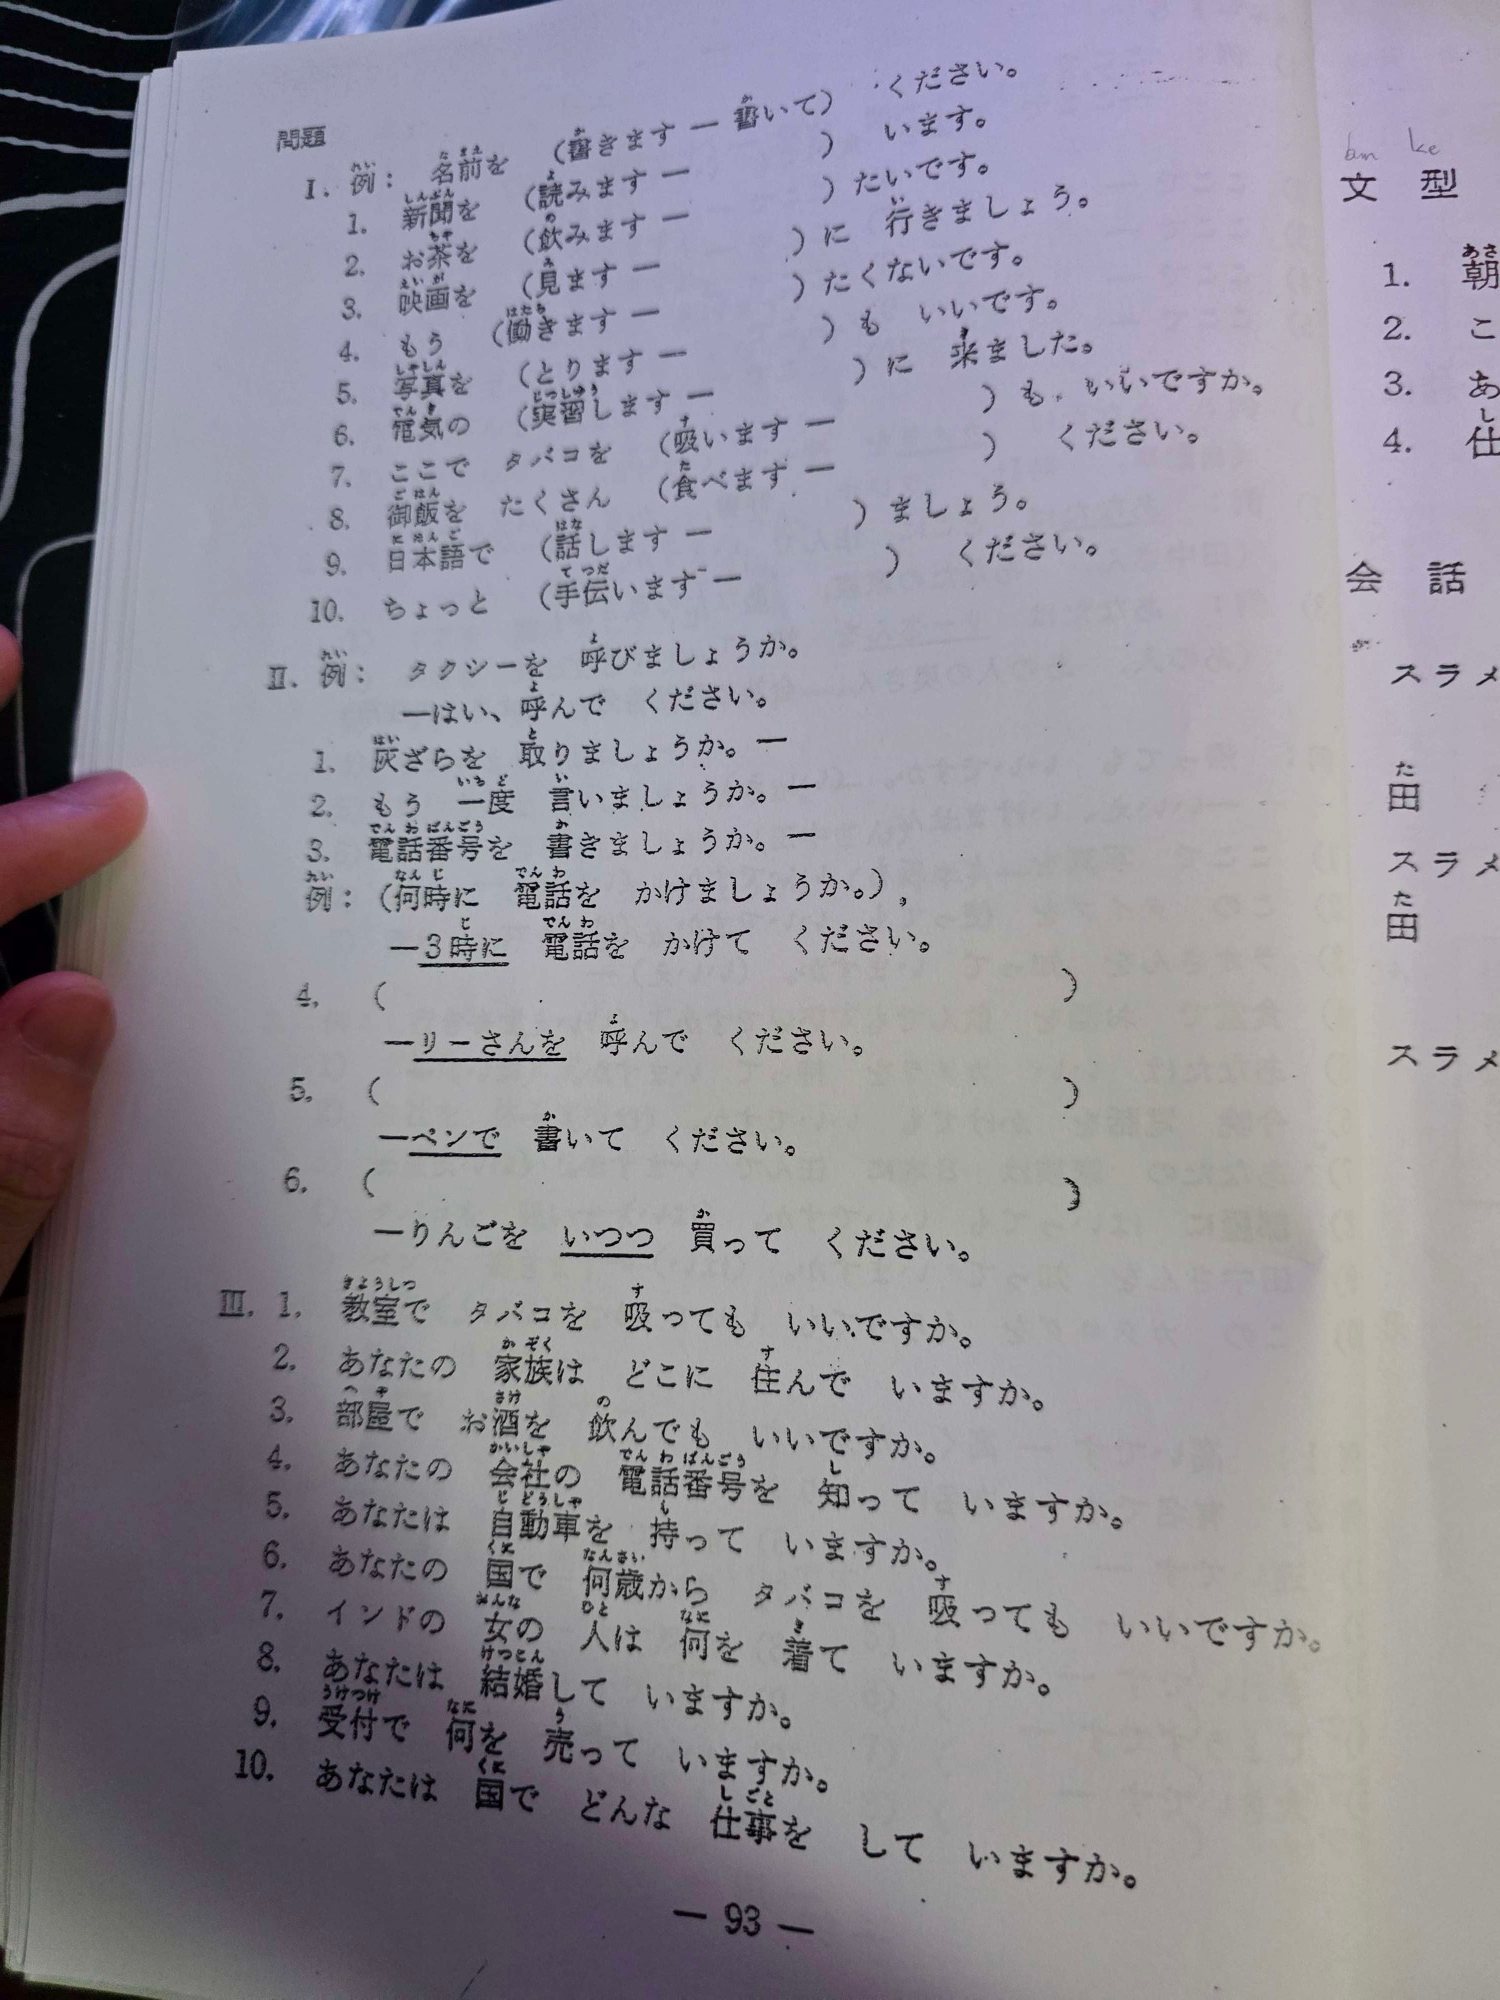 問題
I. 例： 名前を （書きます ー 書いて） ください。
1. 新聞を （読みます ー ） います。
2. お茶を （飲みます ー ）たいです。
3. 映画を （見ます ー ）に 行きましょう。
4. もう （働きます ー ）たくないです。
5. 写真を （とります ー ）も いいです。
6. 電気の （実習します ー ）に 来ました。
7. ここで タバコを （吸います ー ）も いいですか。
8. 御飯を たくさん （食べます ー ） ください。
9. 日本語で （話します ー ）ましょう。
10. ちょっと （手伝います ー ） ください。
II. 例： タクシーを 呼びましょうか。
ーはい、呼んで ください。
1. 灰ざらを 取りましょうか。ー
2. もう 一度 言いましょうか。ー
3. 電話番号を 書きましょうか。ー
例：（何時に 電話を かけましょうか。）
ー3時に 電話を かけて ください。
4. （ ）
ーリーさんを 呼んで ください。
5. （ ）
ーペンで 書いて ください。
6. （ ）
ーりんごを いつつ 買って ください。
III. 1. 教室で タバコを 吸っても いいですか。
2. あなたの 家族は どこに 住んで いますか。
3. 部屋で お酒を 飲んでも いいですか。
4. あなたの 会社の 電話番号を 知って いますか。
5. あなたは 自動車を 持って いますか。
6. あなたの 国で 何歳から タバコを 吸っても いいですか。
7. インドの 女の 人は 何を 着て いますか。
8. あなたは 結婚して いますか。
9. 受付で 何を 売って いますか。
10. あなたは 国で どんな 仕事を して いますか。
ー 93 ー
bun ke
文 型
1. 朝
2. こ
3. あ
4. 仕
会 話
スラメ
田
スラメ
田
スラメ